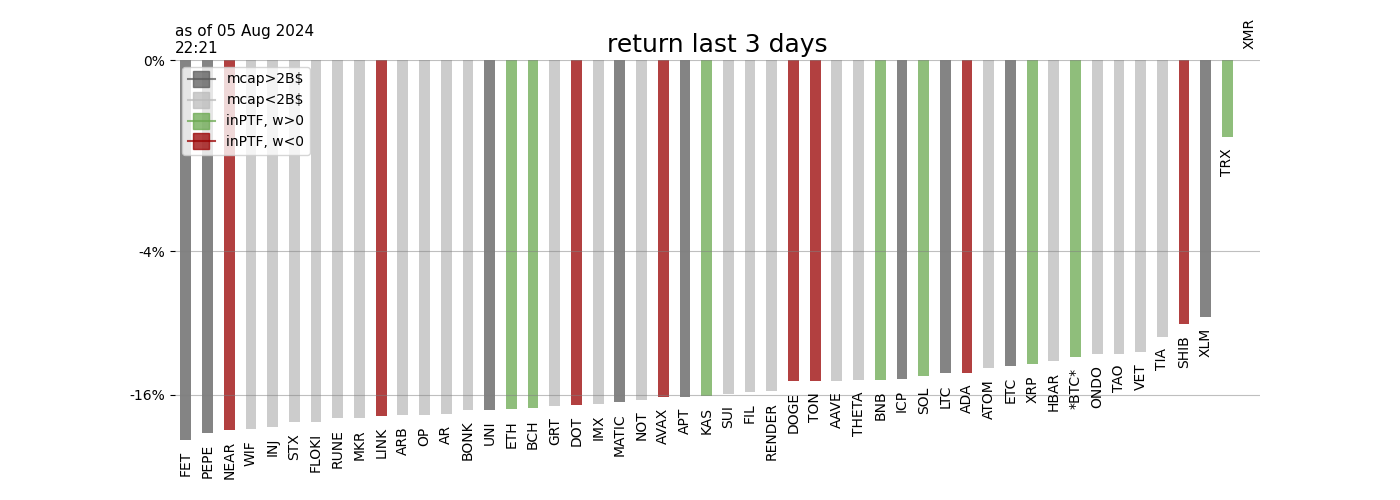 as of 05 Aug 2024
22:21
return last 3 days
XMR
0%
mcap>2B$
mcap<2B$
inPTF, w>0
inPTF, w<0
-4%
-16%
FET
PEPE
NEAR
WIF
INJ
STX
FLOKI
RUNE
MKR
LINK
ARB
OP
AR
BONK
UNI
ETH
BCH
GRT
DOT
IMX
MATIC
NOT
AVAX
APT
KAS
SUI
FIL
RENDER
DOGE
TON
AAVE
THETA
BNB
ICP
SOL
LTC
ADA
ATOM
ETC
XRP
HBAR
*BTC*
ONDO
TAO
VET
TIA
SHIB
XLM
TRX